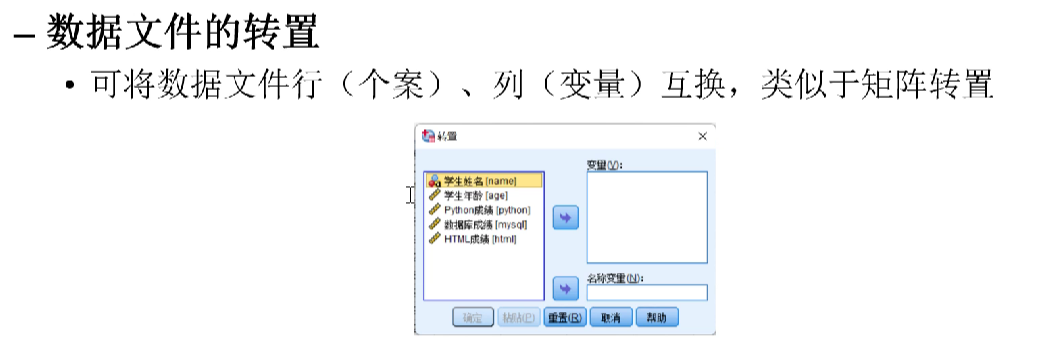 – 数据文件的转置
• 可将数据文件行（个案）、列（变量）互换，类似于矩阵转置
转置
变量(V):
学生姓名 [name]
学生年龄 [age]
Python成绩 [python]
数据库成绩 [mysql]
HTML成绩 [html]
名称变量(N):
确定 粘贴(P) 重置(R) 取消 帮助